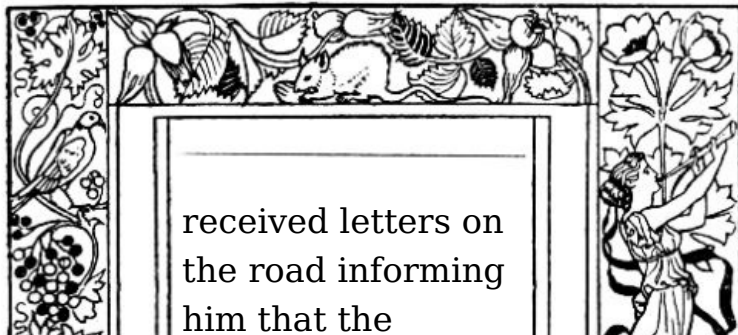 received letters on
the road informing
him that the